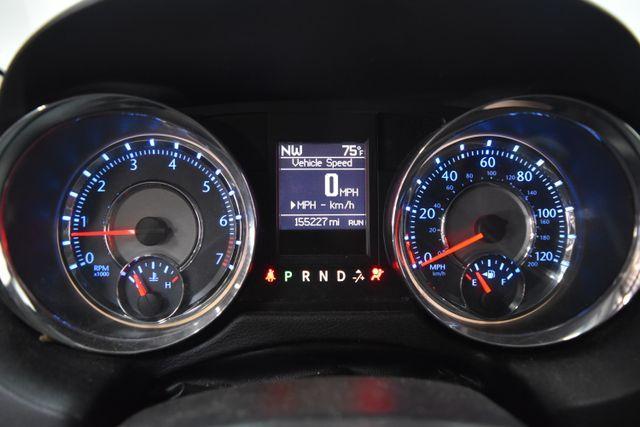 NW 75°F
Vehicle Speed
0 MPH
▶MPH - km/h
155227 mi RUN
P R N D
0 1 2 3 4 5 6 7
RPM x1000
H
0 20 40 60 80 100 120
MPH
km/h
200
E F